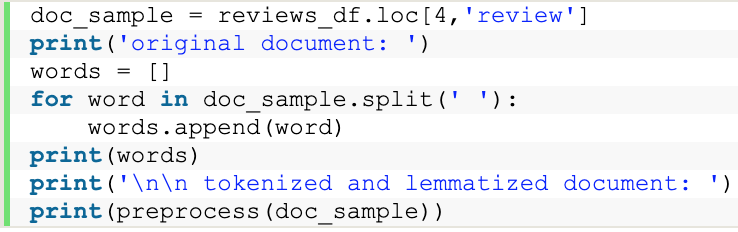 doc_sample = reviews_df.loc[4,'review']
print('original document: ')
words = []
for word in doc_sample.split(' '):
    words.append(word)
print(words)
print('\n\n tokenized and lemmatized document: ')
print(preprocess(doc_sample))